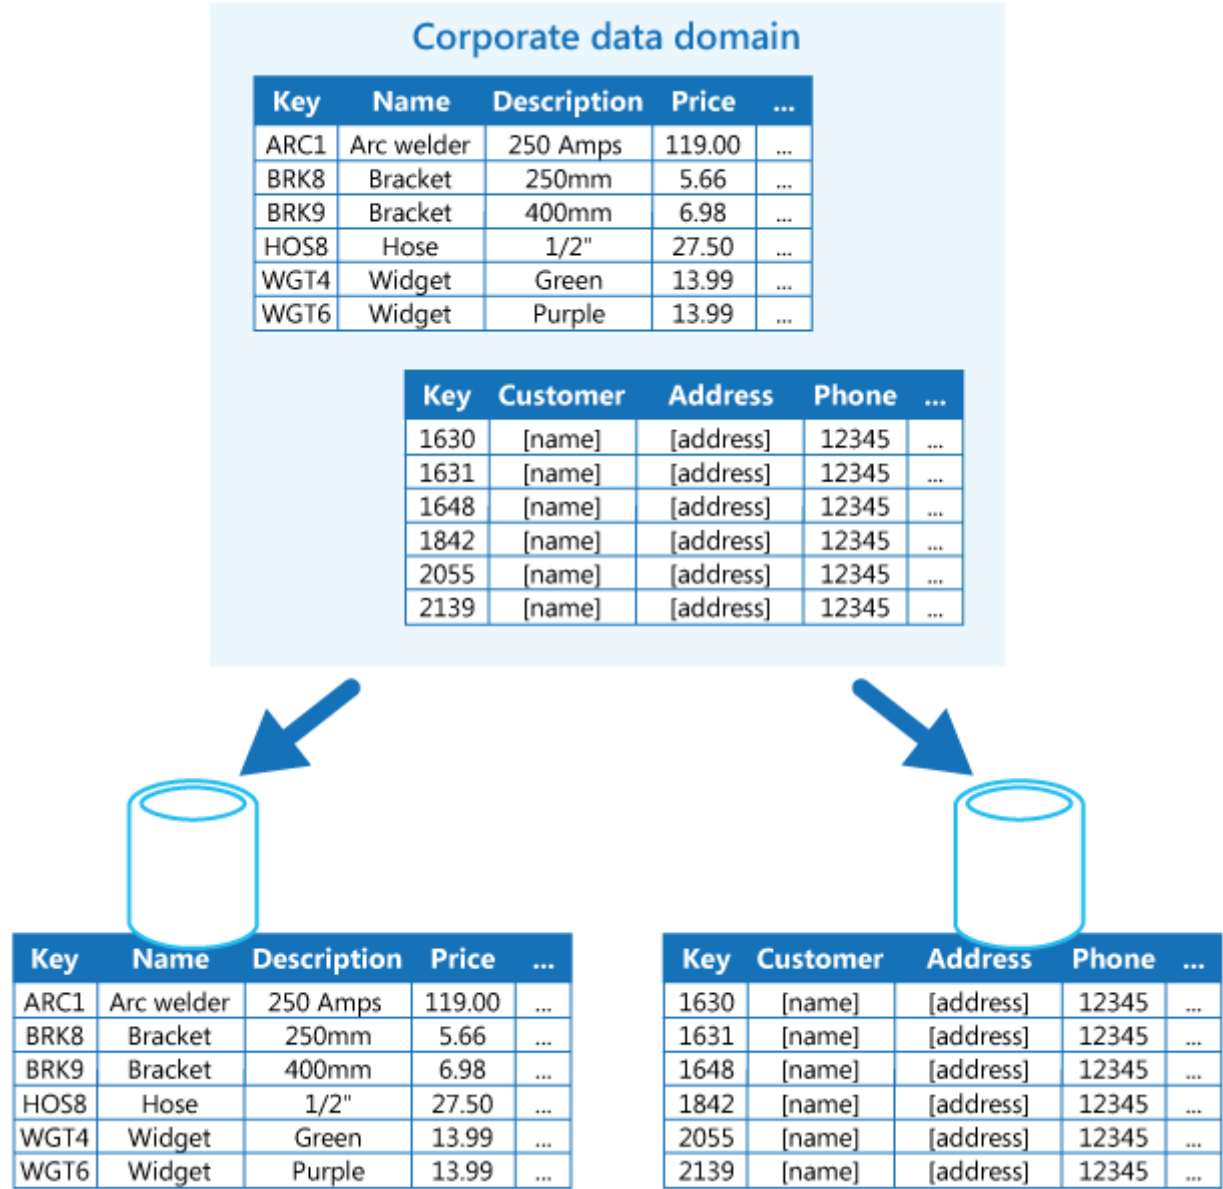 Corporate data domain
Key Name Description Price ...
ARC1 Arc welder 250 Amps 119.00 ...
BRK8 Bracket 250mm 5.66 ...
BRK9 Bracket 400mm 6.98 ...
HOS8 Hose 1/2" 27.50 ...
WGT4 Widget Green 13.99 ...
WGT6 Widget Purple 13.99 ...
Key Customer Address Phone ...
1630 [name] [address] 12345 ...
1631 [name] [address] 12345 ...
1648 [name] [address] 12345 ...
1842 [name] [address] 12345 ...
2055 [name] [address] 12345 ...
2139 [name] [address] 12345 ...
Key Name Description Price ...
ARC1 Arc welder 250 Amps 119.00 ...
BRK8 Bracket 250mm 5.66 ...
BRK9 Bracket 400mm 6.98 ...
HOS8 Hose 1/2" 27.50 ...
WGT4 Widget Green 13.99 ...
WGT6 Widget Purple 13.99 ...
Key Customer Address Phone ...
1630 [name] [address] 12345 ...
1631 [name] [address] 12345 ...
1648 [name] [address] 12345 ...
1842 [name] [address] 12345 ...
2055 [name] [address] 12345 ...
2139 [name] [address] 12345 ...